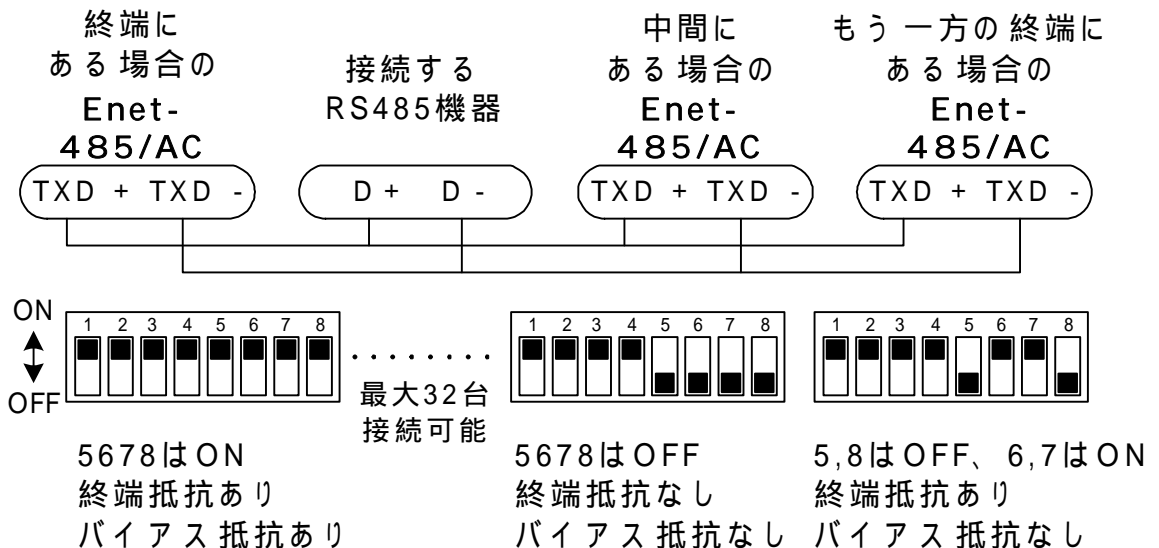 終端に
ある場合の
Enet-
485/AC
接続する
RS485機器
中間に
ある場合の
Enet-
485/AC
もう一方の終端に
ある場合の
Enet-
485/AC
TXD + TXD -
D+ D-
TXD + TXD -
TXD + TXD -
ON
OFF
1 2 3 4 5 6 7 8
········
最大32台
接続可能
1 2 3 4 5 6 7 8
1 2 3 4 5 6 7 8
5678はON
終端抵抗あり
バイアス抵抗あり
5678はOFF
終端抵抗なし
バイアス抵抗なし
5,8はOFF、6,7はON
終端抵抗あり
バイアス抵抗なし